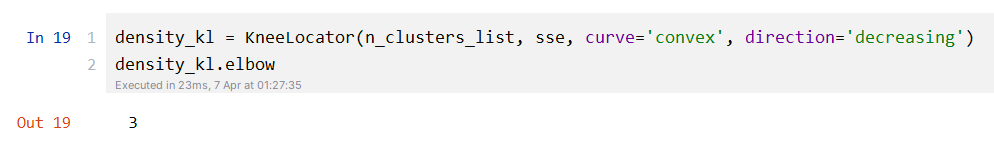 In 19 1 density_kl = KneeLocator(n_clusters_list, sse, curve='convex', direction='decreasing')
2 density_kl.elbow
Executed in 23ms, 7 Apr at 01:27:35
Out 19 3